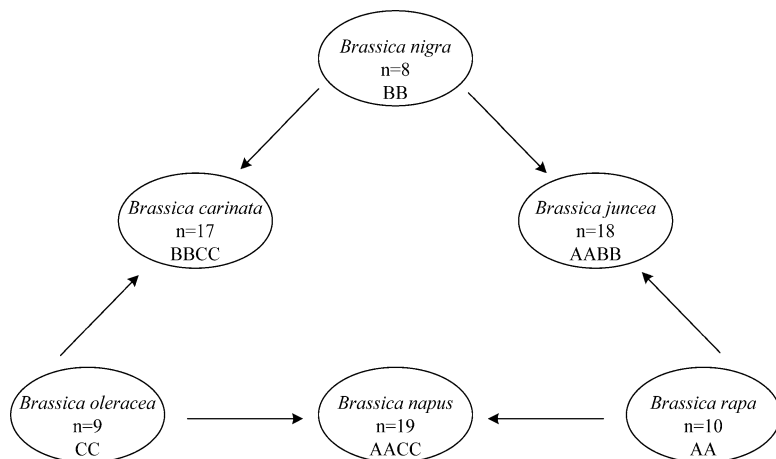 Brassica nigra
n=8
BB
Brassica carinata
n=17
BBCC
Brassica juncea
n=18
AABB
Brassica oleracea
n=9
CC
Brassica napus
n=19
AACC
Brassica rapa
n=10
AA